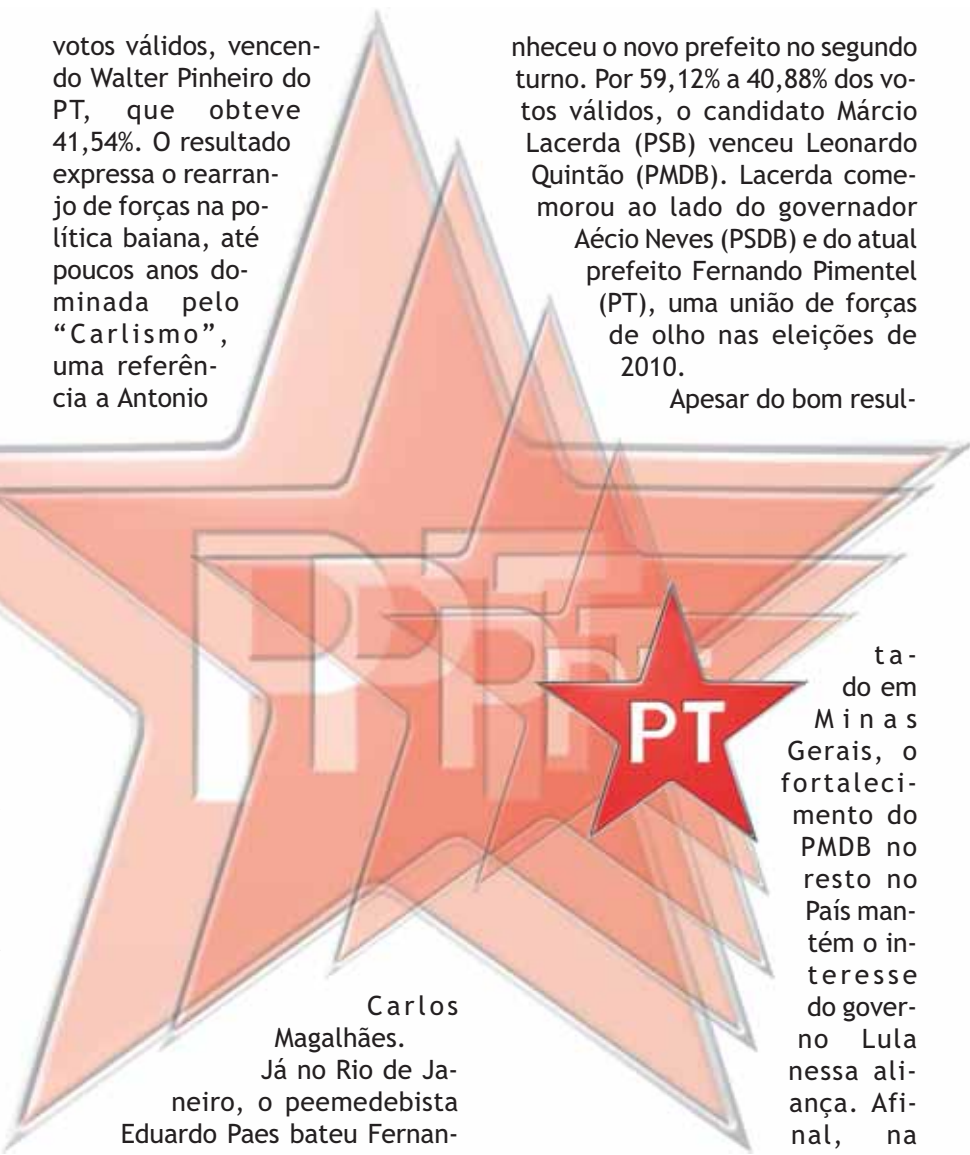 votos válidos, vencen-
do Walter Pinheiro do
PT, que obteve
41,54%. O resultado
expressa o rearran-
jo de forças na po-
lítica baiana, até
poucos anos do-
minada pelo
“Carlismo”,
uma referên-
cia a Antonio
Carlos
Magalhães.
Já no Rio de Ja-
neiro, o peemedebista
Eduardo Paes bateu Fernan-
nheceu o novo prefeito no segundo
turno. Por 59,12% a 40,88% dos vo-
tos válidos, o candidato Márcio
Lacerda (PSB) venceu Leonardo
Quintão (PMDB). Lacerda come-
morou ao lado do governador
Aécio Neves (PSDB) e do atual
prefeito Fernando Pimentel
(PT), uma união de forças
de olho nas eleições de
2010.
Apesar do bom resul-
ta-
do em
Minas
Gerais, o
fortaleci-
mento do
PMDB no
resto no
País man-
tém o in-
teresse
do gover-
no Lula
nessa ali-
ança. Afi-
nal, na
PT
PT
PT
PT
PT